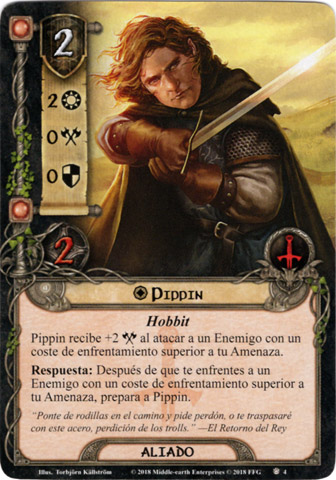 2
2
0
0
2
Pippin
Hobbit
Pippin recibe +2 al atacar a un Enemigo con un
coste de enfrentamiento superior a tu Amenaza.
Respuesta: Después de que te enfrentes a un
Enemigo con un coste de enfrentamiento superior a
tu Amenaza, prepara a Pippin.
"Ponte de rodillas en el camino y pide perdón, o te traspasaré
con este acero, perdición de los trolls." —El Retorno del Rey
ALIADO
Illus. Torbjörn Källström © 2018 Middle-earth Enterprises © 2018 FFG 4